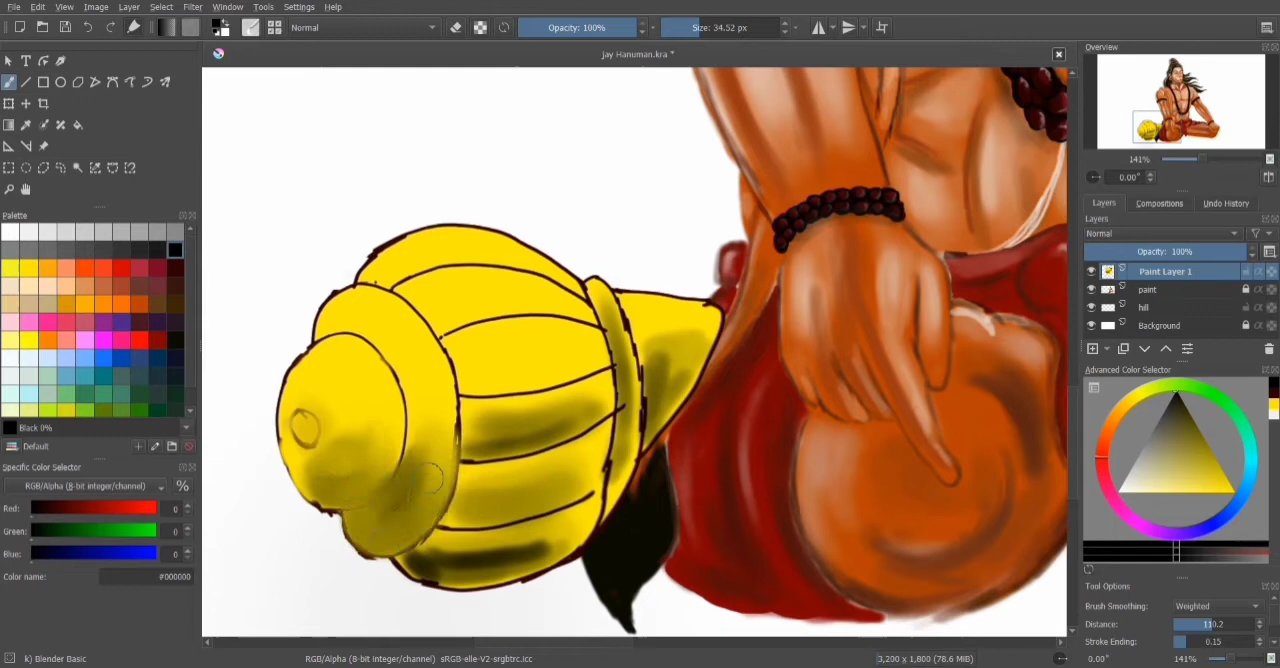 File Edit View Image Layer Select Filter Window Tools Settings Help
Normal Opacity: 100% Size: 34.52 px
Jay Hanuman.kra *
Palette
Black 0%
Default
Specific Color Selector
RGB/Alpha (8-bit integer/channel) %
Red: 0
Green: 0
Blue: 0
Color name: #000000
Overview
141%
0.00°
Layers Compositions Undo History
Layers
Normal
Opacity: 100%
Paint Layer 1
paint
hill
Background
Advanced Color Selector
Tool Options
Brush Smoothing: Weighted
Distance: 110.2
Stroke Ending: 0.15
k) Blender Basic RGB/Alpha (8-bit integer/channel) sRGB-elle-V2-srgbtrc.icc 3,200 x 1,800 (78.6 MiB) 0.00° 141%